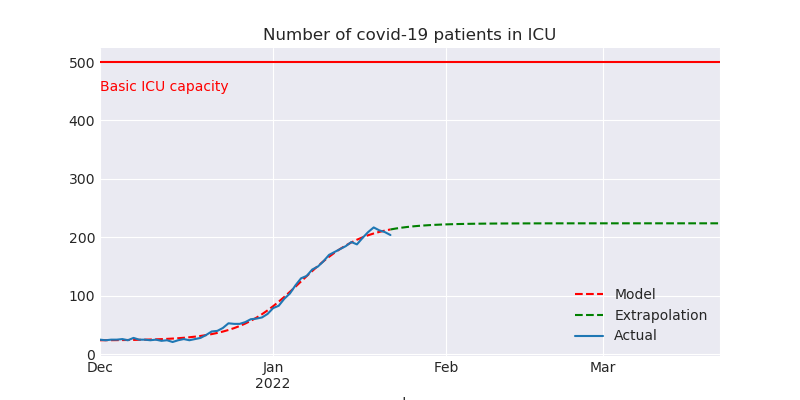 Number of covid-19 patients in ICU
500
Basic ICU capacity
400
300
200
100
0
Model
Extrapolation
Actual
Dec
Jan
2022
Feb
Mar